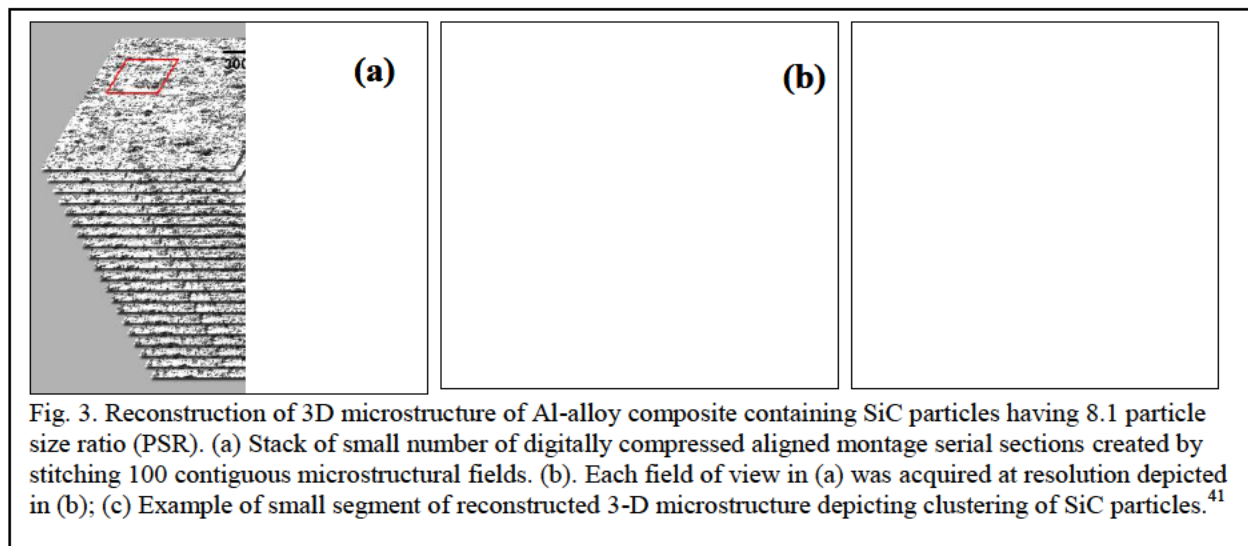 300
(a)
(b)
Fig. 3. Reconstruction of 3D microstructure of Al-alloy composite containing SiC particles having 8.1 particle
size ratio (PSR). (a) Stack of small number of digitally compressed aligned montage serial sections created by
stitching 100 contiguous microstructural fields. (b). Each field of view in (a) was acquired at resolution depicted
in (b); (c) Example of small segment of reconstructed 3-D microstructure depicting clustering of SiC particles.41